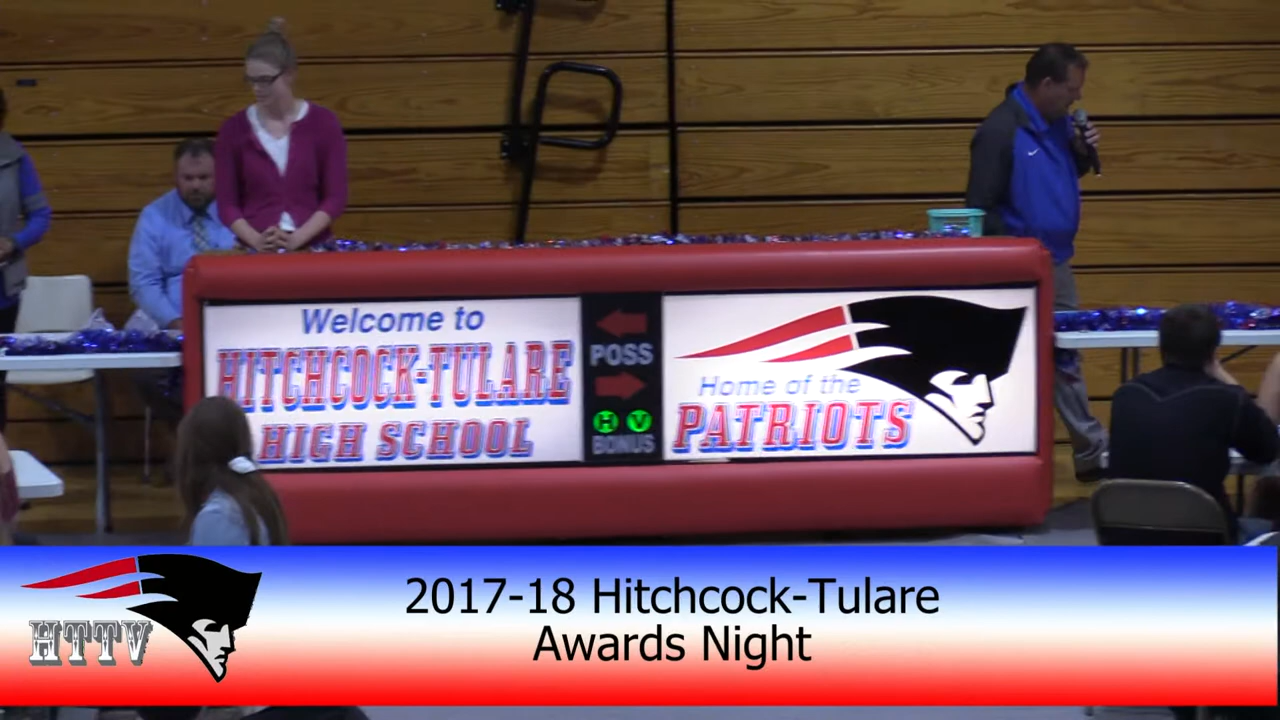 Welcome to
HITCHCOCK-TULARE
HIGH SCHOOL
POSS
H V
BONUS
Home of the
PATRIOTS
HTTV
2017-18 Hitchcock-Tulare
Awards Night